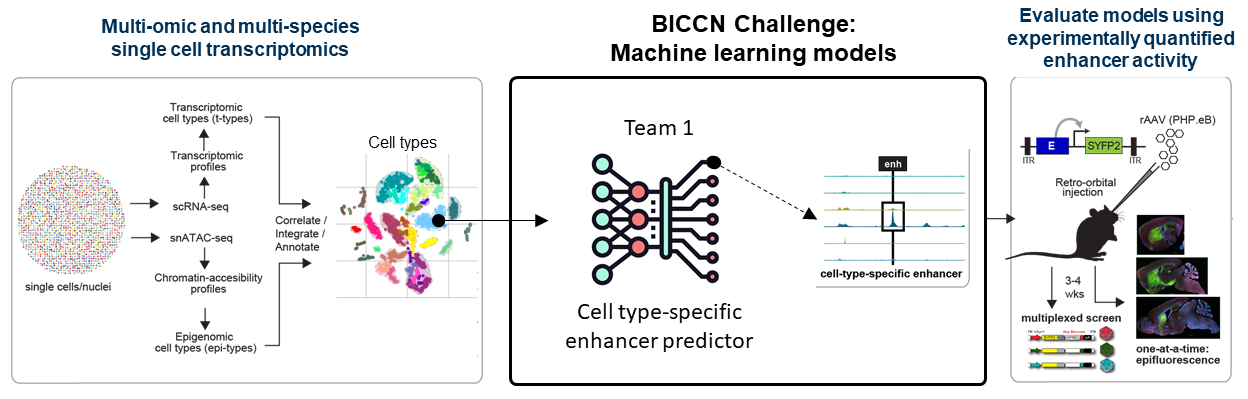 Multi-omic and multi-species
single cell transcriptomics
Transcriptomic
cell types (t-types)
Transcriptomic
profiles
scRNA-seq
snATAC-seq
Chromatin-accesibility
profiles
Epigenomic
cell types (epi-types)
single cells/nuclei
Correlate /
Integrate /
Annotate
Cell types
BICCN Challenge:
Machine learning models
Team 1
Cell type-specific
enhancer predictor
enh
cell-type-specific enhancer
Evaluate models using
experimentally quantified
enhancer activity
rAAV (PHP.eB)
E
SYFP2
ITR
ITR
Retro-orbital
injection
3-4
wks
multiplexed screen
one-at-a-time:
epifluorescence